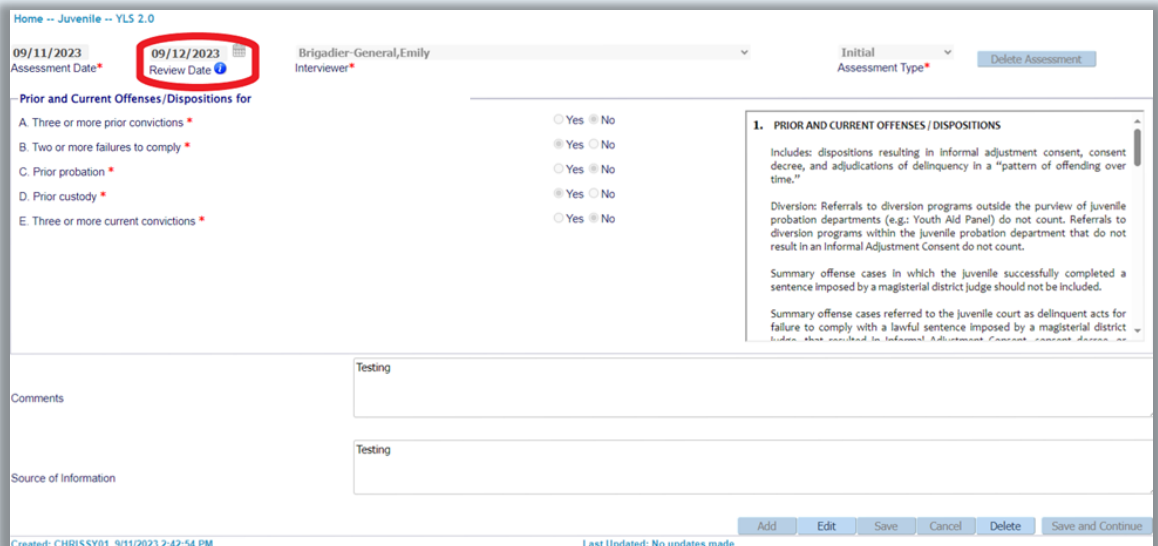 Home -- Juvenile -- YLS 2.0
09/11/2023 09/12/2023 Brigadier-General,Emily Initial Delete Assessment
Assessment Date* Review Date Interviewer* Assessment Type*
Prior and Current Offenses/Dispositions for
A. Three or more prior convictions * Yes No
B. Two or more failures to comply * Yes No
C. Prior probation * Yes No
D. Prior custody * Yes No
E. Three or more current convictions * Yes No
1. PRIOR AND CURRENT OFFENSES / DISPOSITIONS
Includes: dispositions resulting in informal adjustment consent, consent
decree, and adjudications of delinquency in a “pattern of offending over
time.”
Diversion: Referrals to diversion programs outside the purview of juvenile
probation departments (e.g.: Youth Aid Panel) do not count. Referrals to
diversion programs within the juvenile probation department that do not
result in an Informal Adjustment Consent do not count.
Summary offense cases in which the juvenile successfully completed a
sentence imposed by a magisterial district judge should not be included.
Summary offense cases referred to the juvenile court as delinquent acts for
failure to comply with a lawful sentence imposed by a magisterial district
judge, that resulted in Informal Adjustment Consent, consent decree, or
Comments Testing
Source of Information Testing
Add Edit Save Cancel Delete Save and Continue
Created: CHRISSY01 9/11/2023 2:42:54 PM Last Updated: No updates made